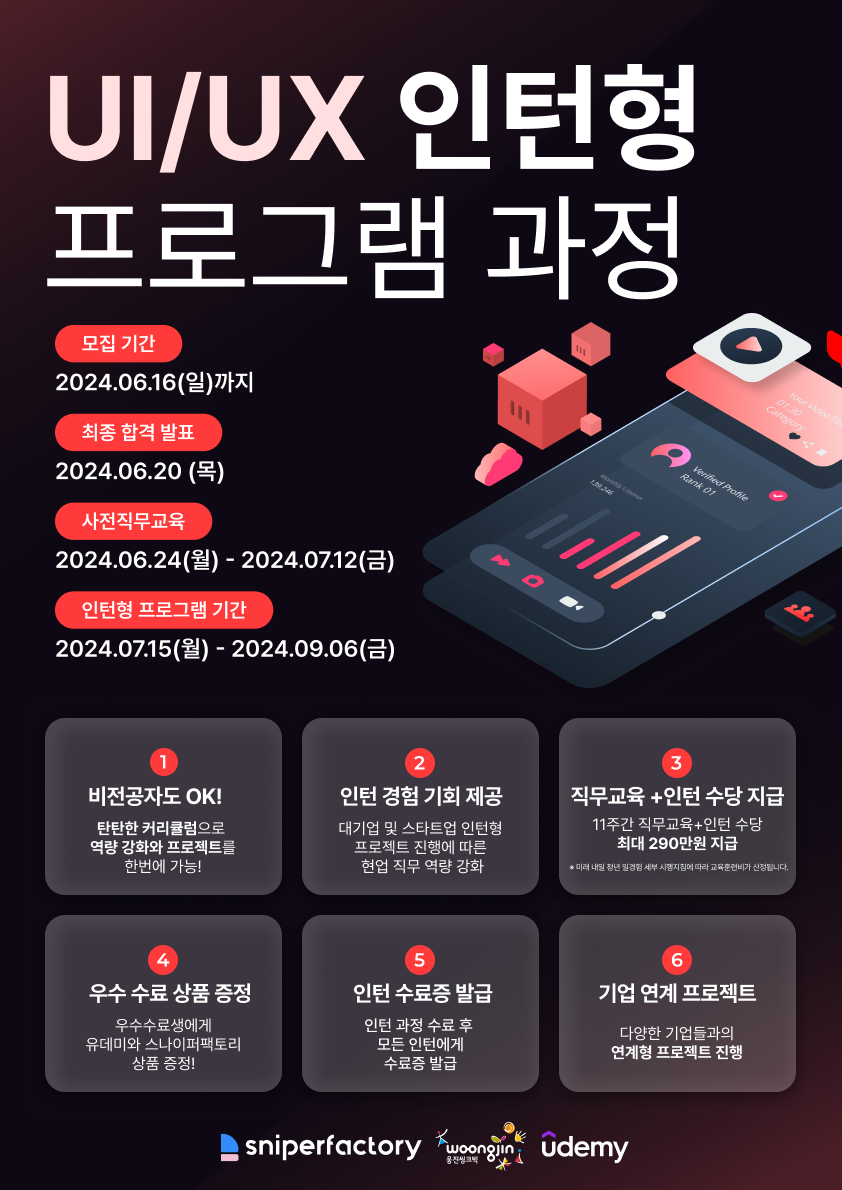 UI/UX 인턴형
프로그램 과정
모집 기간
2024.06.16(일)까지
최종 합격 발표
2024.06.20 (목)
사전직무교육
2024.06.24(월) - 2024.07.12(금)
인턴형 프로그램 기간
2024.07.15(월) - 2024.09.06(금)
Your Video
01:30
Category
Verified Profile
Rank 01
Monthly Listener
139,246
1
비전공자도 OK!
탄탄한 커리큘럼으로
역량 강화와 프로젝트를
한번에 가능!
2
인턴 경험 기회 제공
대기업 및 스타트업 인턴형
프로젝트 진행에 따른
현업 직무 역량 강화
3
직무교육 +인턴 수당 지급
11주간 직무교육+인턴 수당
최대 290만원 지급
※ 미래 내일 청년 일경험 세부 시행지침에 따라 교육훈련비가 산정됩니다.
4
우수 수료 상품 증정
우수수료생에게
유데미와 스나이퍼팩토리
상품 증정!
5
인턴 수료증 발급
인턴 과정 수료 후
모든 인턴에게
수료증 발급
6
기업 연계 프로젝트
다양한 기업들과의
연계형 프로젝트 진행
sniperfactory
woongjin
웅진씽크빅
udemy